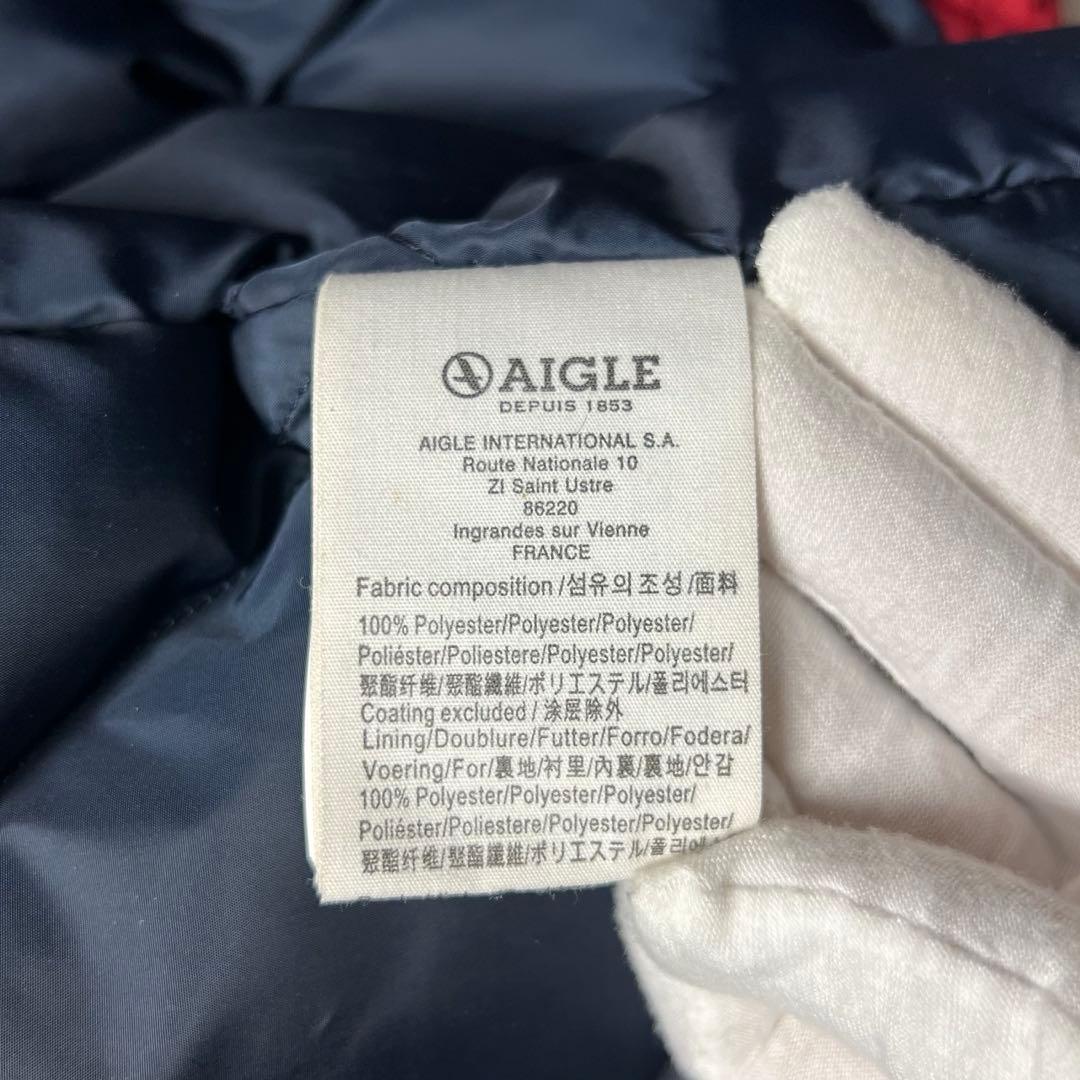 AIGLE
DEPUIS 1853
AIGLE INTERNATIONAL S.A.
Route Nationale 10
ZI Saint Ustre
86220
Ingrandes sur Vienne
FRANCE
Fabric composition/섬유의 조성/面料
100% Polyester/Polyester/Polyester/
Poliéster/Poliestere/Polyester/Polyester/
聚酯纤维/聚酯纖維/ポリエステル/폴리에스터
Coating excluded / 涂层除外
Lining/Doublure/Futter/Forro/Fodera/
Voering/For/裏地/衬里/內裏/裏地/안감
100% Polyester/Polyester/Polyester/
Poliéster/Poliestere/Polyester/Polyester/
聚酯纤维/聚酯纖維/ポリエステル/폴리에